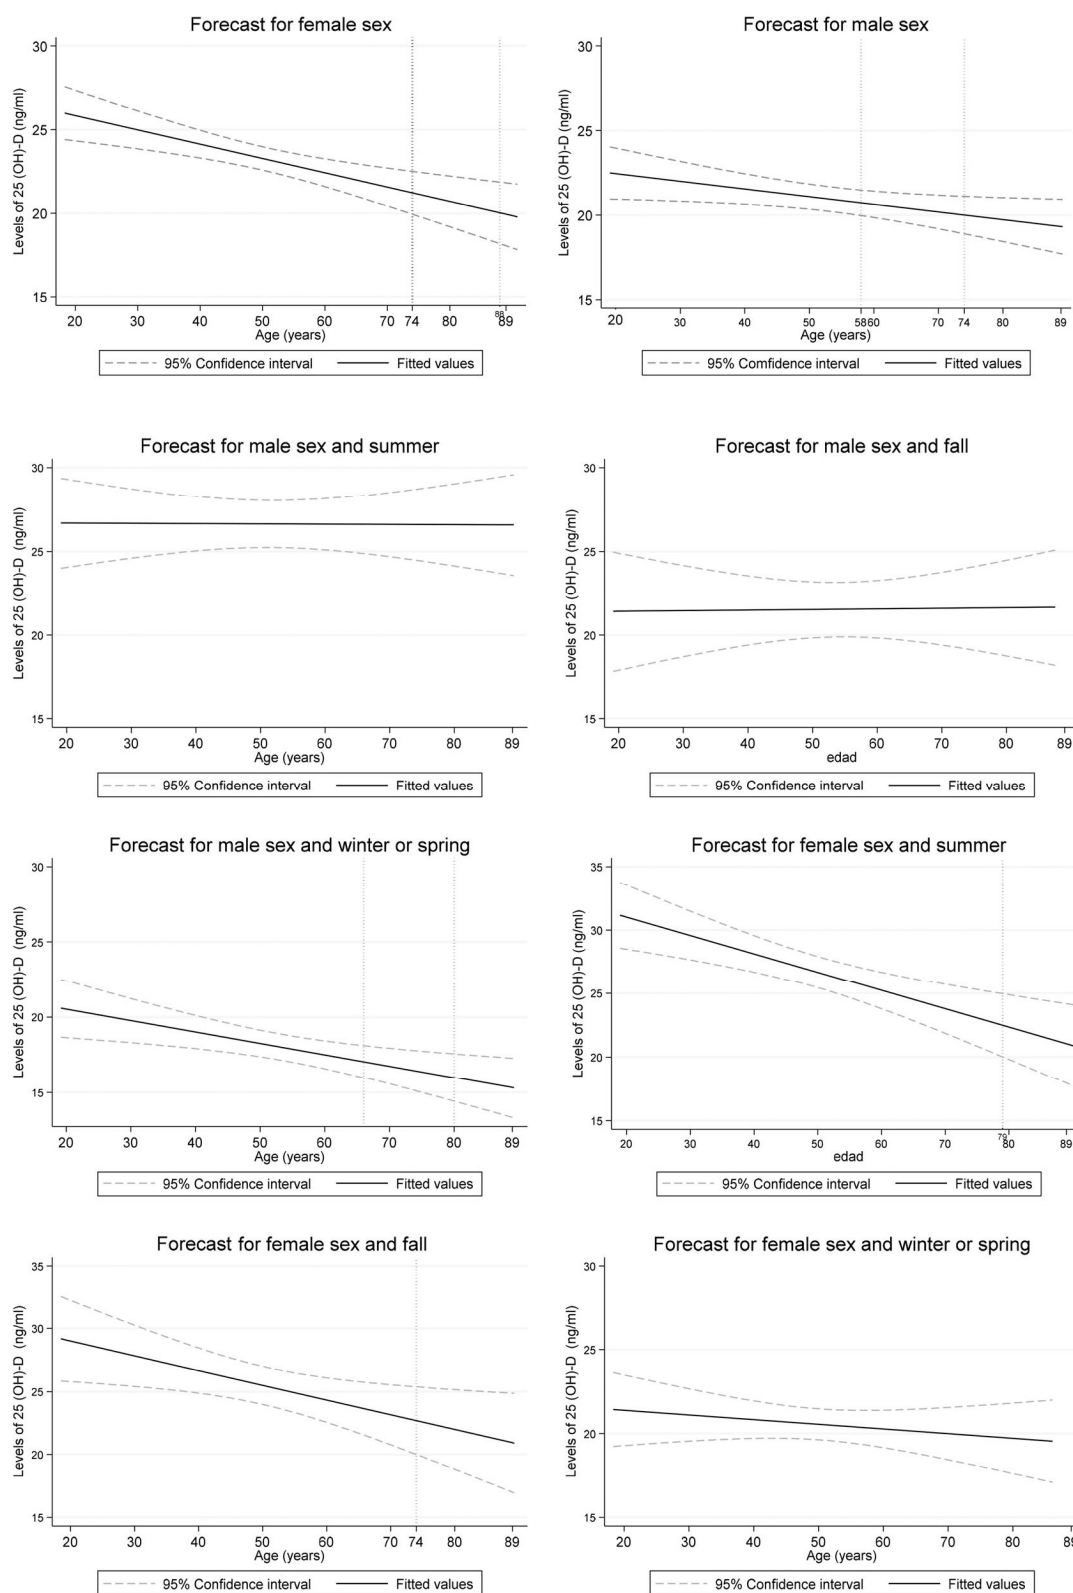 Forecast for female sex
Levels of 25 (OH)-D (ng/ml)
30
25
20
15
20 30 40 50 60 70 74 80 88 89
Age (years)
95% Confidence interval Fitted values
Forecast for male sex
Levels of 25 (OH)-D (ng/ml)
30
25
20
15
20 30 40 50 58 60 70 74 80 89
Age (years)
95% Comfidence interval Fitted values
Forecast for male sex and summer
Levels of 25 (OH)-D (ng/ml)
30
25
20
15
20 30 40 50 60 70 80 89
Age (years)
95% Confidence interval Fitted values
Forecast for male sex and fall
Levels of 25 (OH)-D (ng/ml)
30
25
20
15
20 30 40 50 60 70 80 89
edad
95% Confidence interval Fitted values
Forecast for male sex and winter or spring
Levels of 25 (OH)-D (ng/ml)
30
25
20
15
20 30 40 50 60 70 80 89
Age (years)
95% Confidence interval Fitted values
Forecast for female sex and summer
Levels of 25 (OH)-D (ng/ml)
35
30
25
20
15
20 30 40 50 60 70 79 80 89
edad
95% Confidence interval Fitted values
Forecast for female sex and fall
Levels of 25 (OH)-D (ng/ml)
35
30
25
20
15
20 30 40 50 60 70 74 80 89
Age (years)
95% Confidence interval Fitted values
Forecast for female sex and winter or spring
Levels of 25 (OH)-D (ng/ml)
30
25
20
15
20 30 40 50 60 70 80 89
Age (years)
95% Confidence interval Fitted values